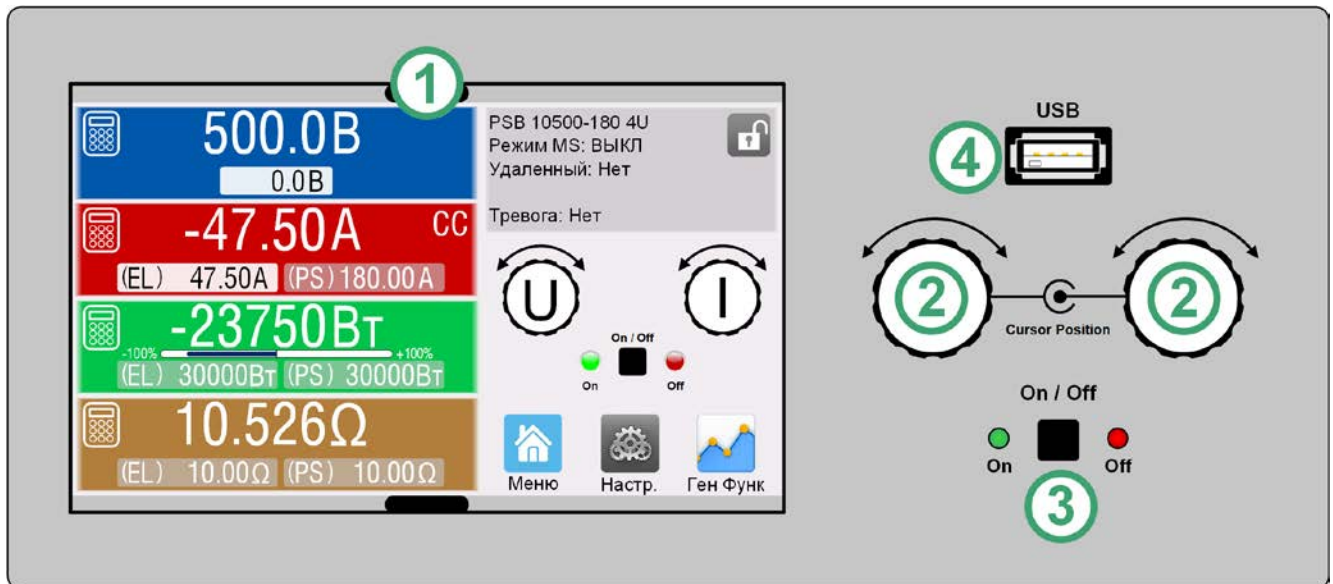 1
500.0В
0.0В
-47.50A CC
(EL) 47.50A (PS) 180.00A
-23750Вт
-100% +100%
(EL) 30000Вт (PS) 30000Вт
10.526Ω
(EL) 10.00Ω (PS) 10.00Ω
PSB 10500-180 4U
Режим MS: ВЫКЛ
Удаленный: Нет
Тревога: Нет
U I
On / Off
On Off
Меню Настр. Ген Функ
USB
4
2 2
Cursor Position
On / Off
On Off
3